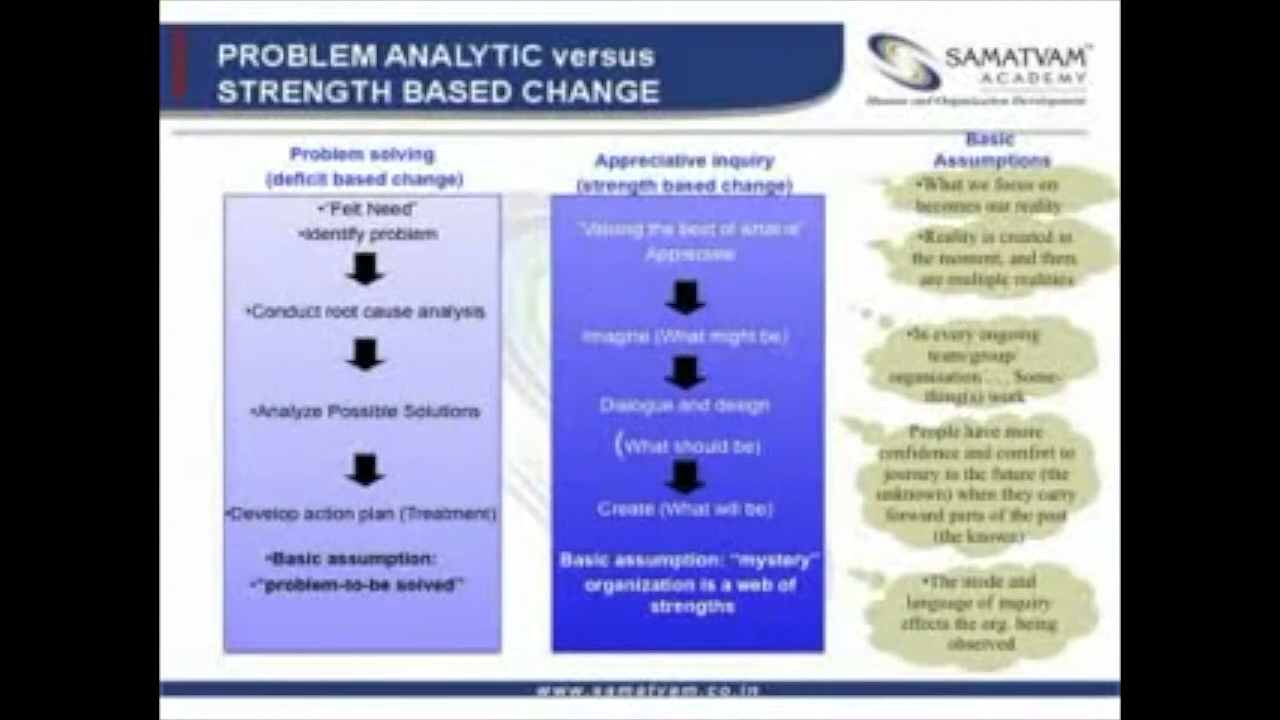 PROBLEM ANALYTIC versus
STRENGTH BASED CHANGE
SAMATVAM™
ACADEMY
Human and Organization Development
Problem solving
(deficit based change)
•"Felt Need"
•Identify problem
•Conduct root cause analysis
•Analyze Possible Solutions
•Develop action plan (Treatment)
•Basic assumption:
•"problem-to-be solved"
Appreciative inquiry
(strength based change)
"Valuing the best of what is"
Appreciate
Imagine (What might be)
Dialogue and design
(What should be)
Create (What will be)
Basic assumption: "mystery"
organization is a web of
strengths
Basic
Assumptions
•What we focus on
becomes our reality
•Reality is created in
the moment, and there
are multiple realities
•In every ongoing
team/group/
organization . . . Some-
thing(s) work
People have more
confidence and comfort to
journey to the future (the
unknown) when they carry
forward parts of the past
(the known)
•The mode and
language of inquiry
effects the org. being
observed
www.samatvam.co.in